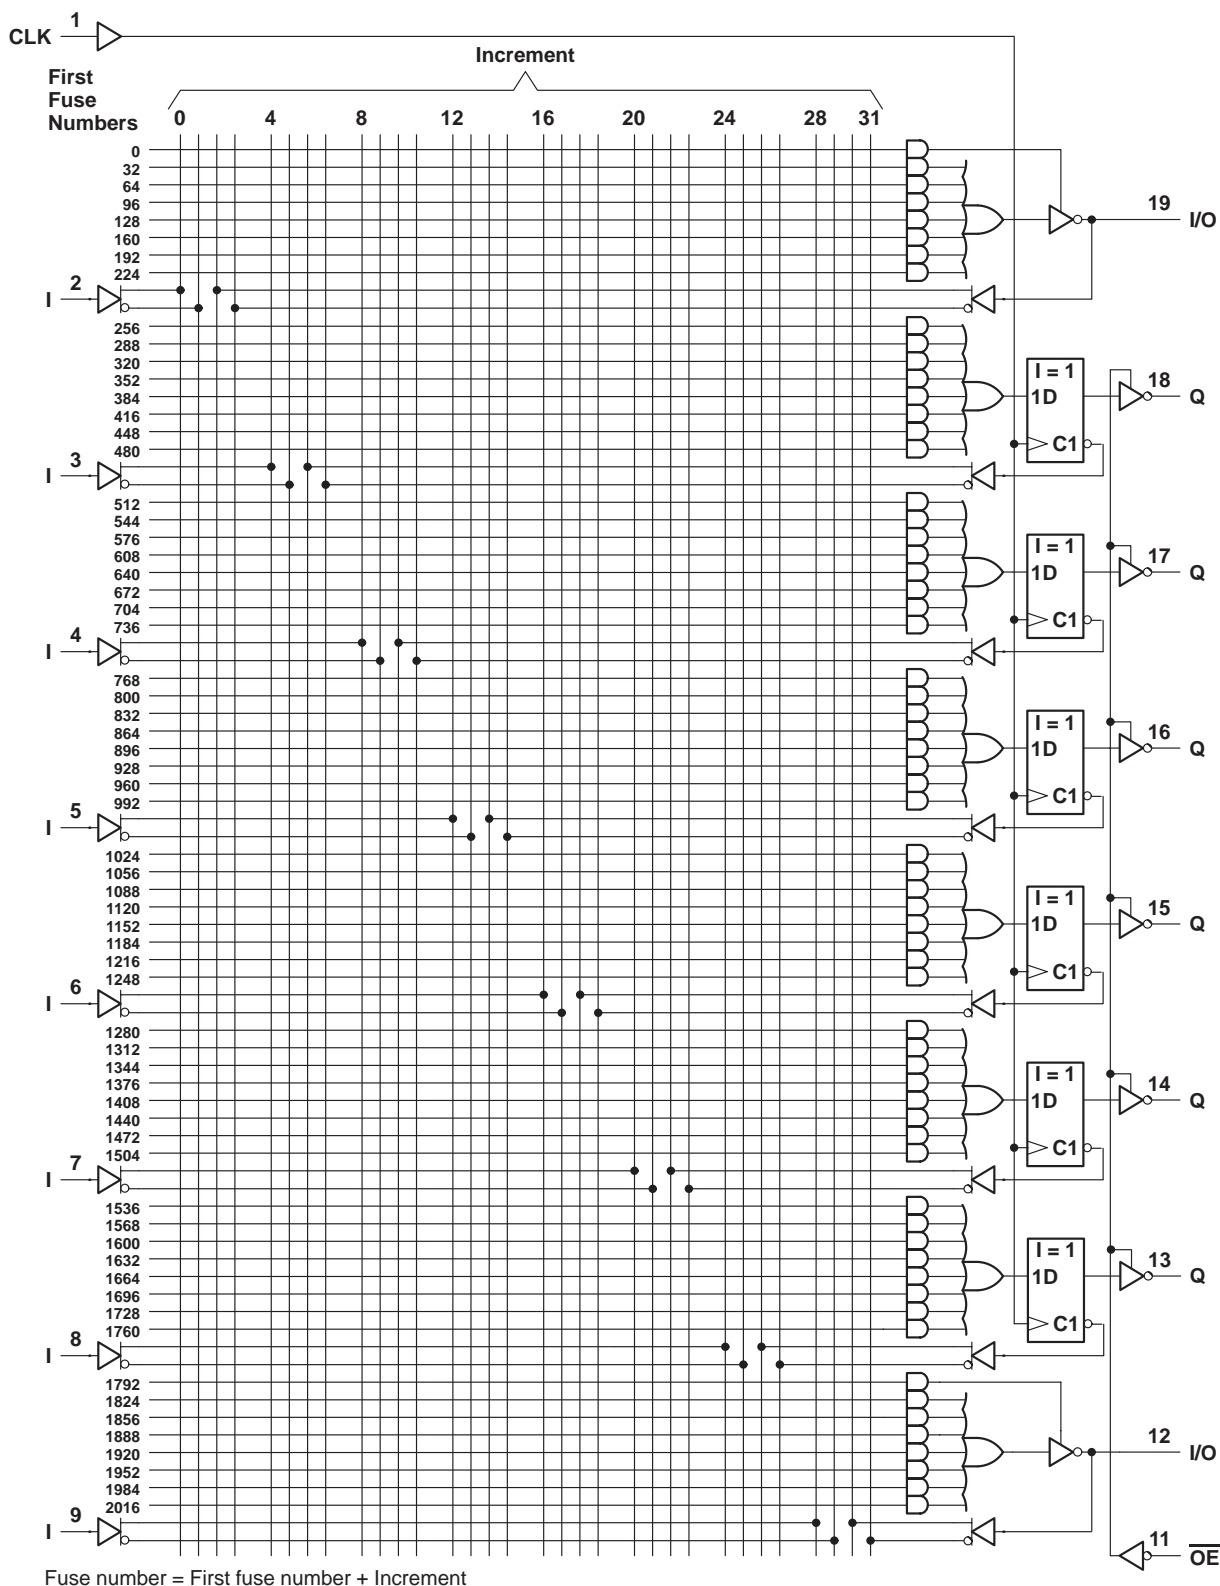 1
CLK
Increment
First
Fuse
Numbers
0 4 8 12 16 20 24 28 31
0
32
64
96
128
160
192
224
19
I/O
2
I
256
288
320
352
384
416
448
480
I = 1
1D
C1
18
Q
3
I
512
544
576
608
640
672
704
736
I = 1
1D
C1
17
Q
4
I
768
800
832
864
896
928
960
992
I = 1
1D
C1
16
Q
5
I
1024
1056
1088
1120
1152
1184
1216
1248
I = 1
1D
C1
15
Q
6
I
1280
1312
1344
1376
1408
1440
1472
1504
I = 1
1D
C1
14
Q
7
I
1536
1568
1600
1632
1664
1696
1728
1760
I = 1
1D
C1
13
Q
8
I
1792
1824
1856
1888
1920
1952
1984
2016
12
I/O
9
I
11
O̅E̅
Fuse number = First fuse number + Increment